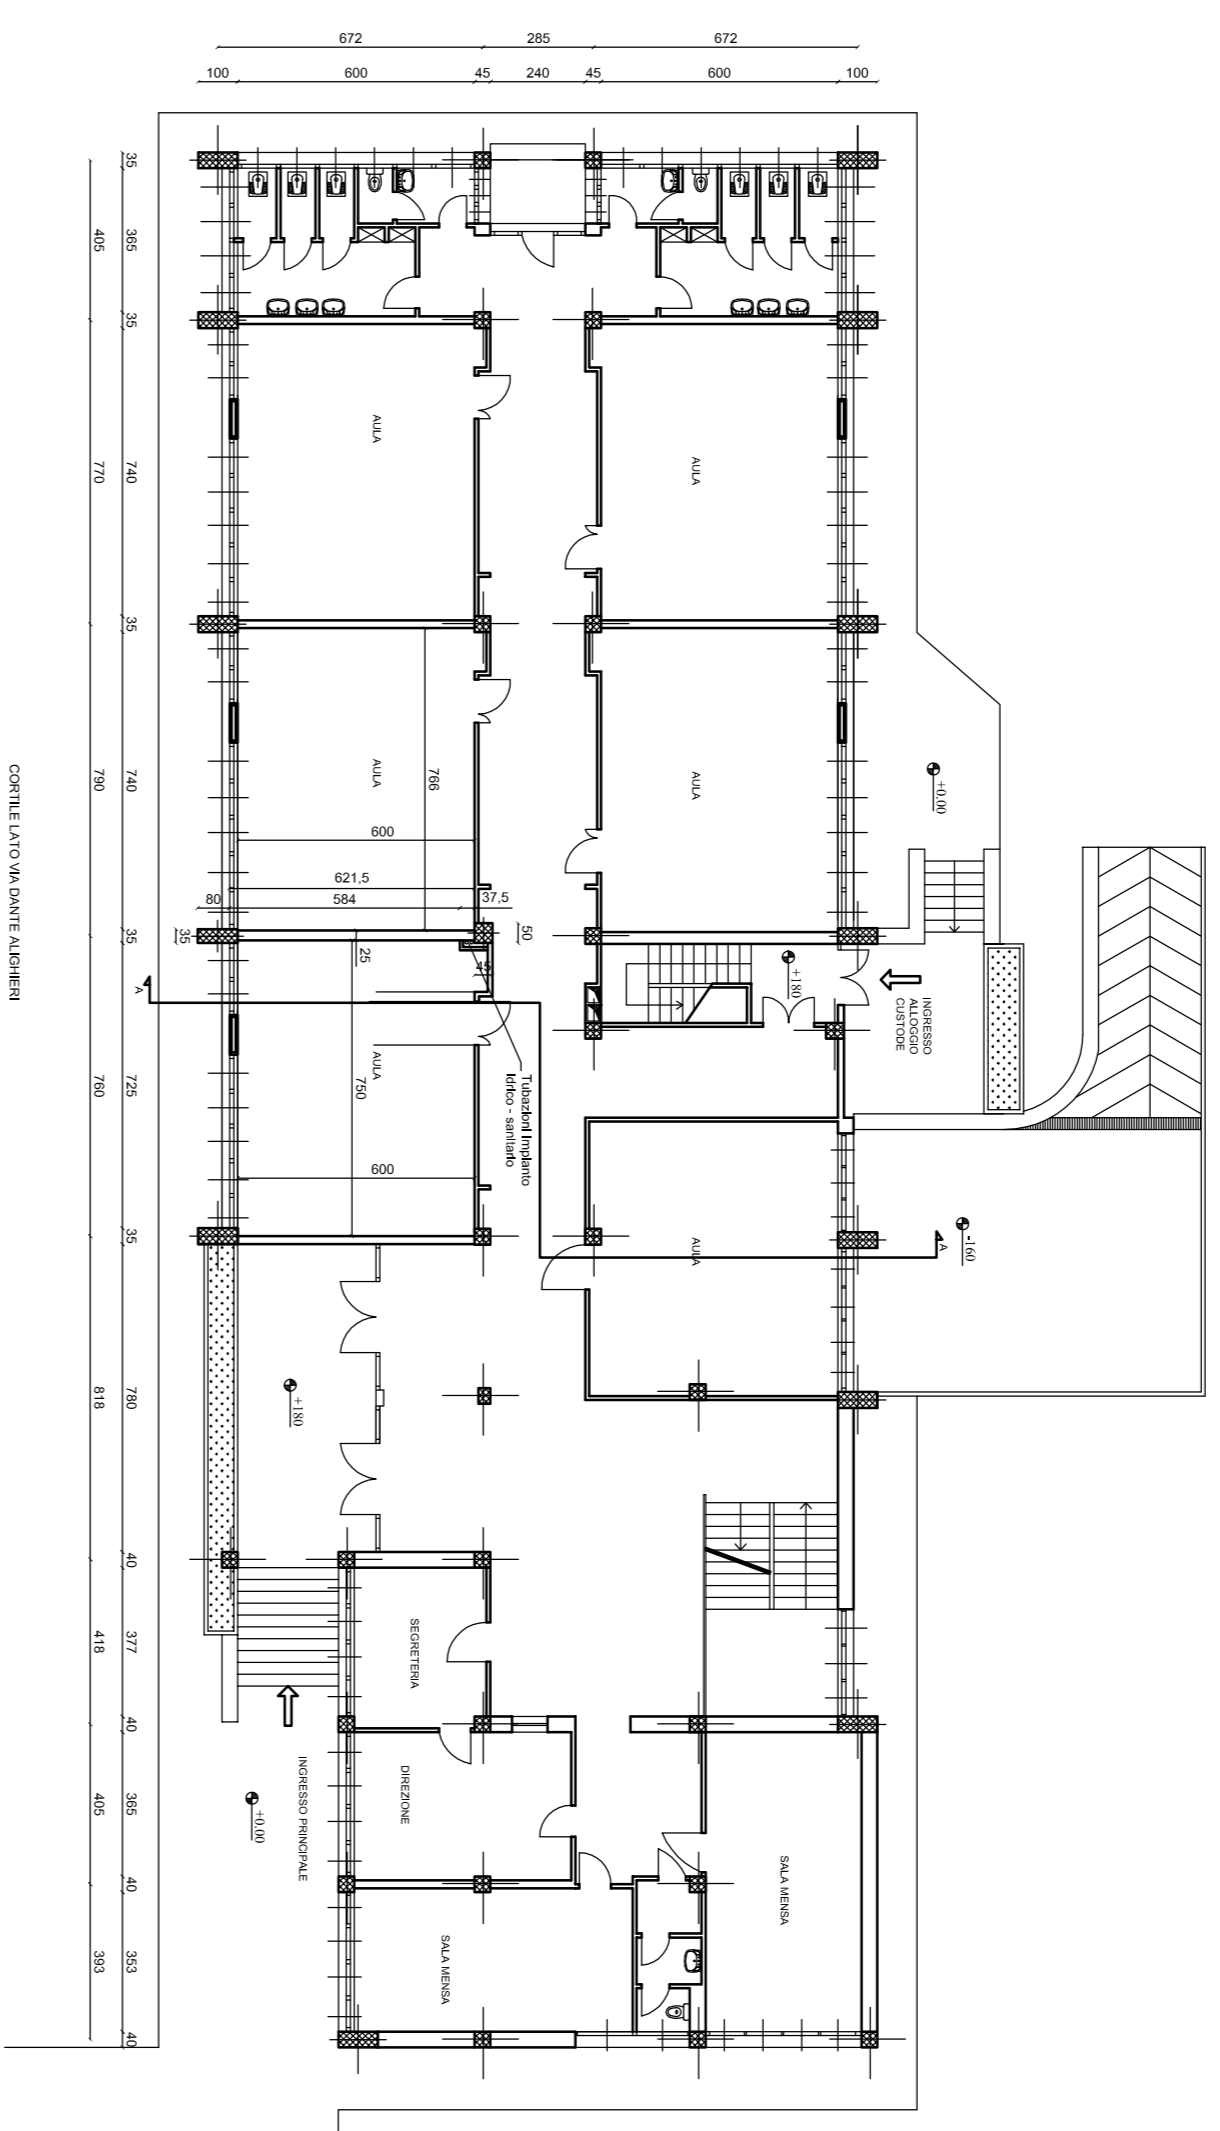 672 285 672
100 600 45 240 45 600 100
35
365
35
740
35
740
35
725
35
780
40
377
40
365
40
353
40
405
770
790
760
818
418
405
393
CORTILE LATO VIA DANTE ALIGHIERI
AULA
AULA
AULA
766
600
621,5
80 584 37,5
35
50
25
45
AULA
+0.00
+180
INGRESSO
ALLOGGIO
CUSTODE
A
AULA
750
600
Tubazioni impianto
idrico - sanitario
AULA
A
-160
+180
SEGRETERIA
INGRESSO PRINCIPALE
+0.00
DIREZIONE
SALA MENSA
SALA MENSA